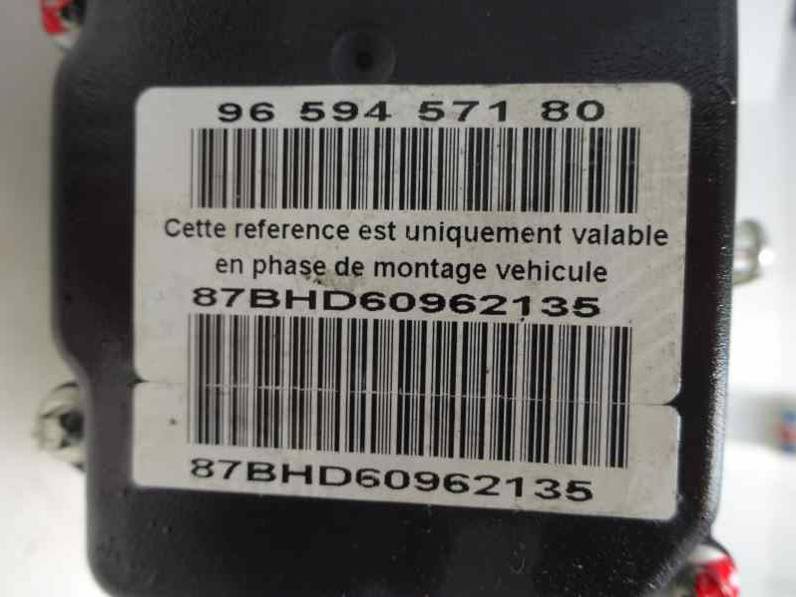 96 594 571 80
Cette reference est uniquement valable
en phase de montage vehicule
87BHD60962135
87BHD60962135